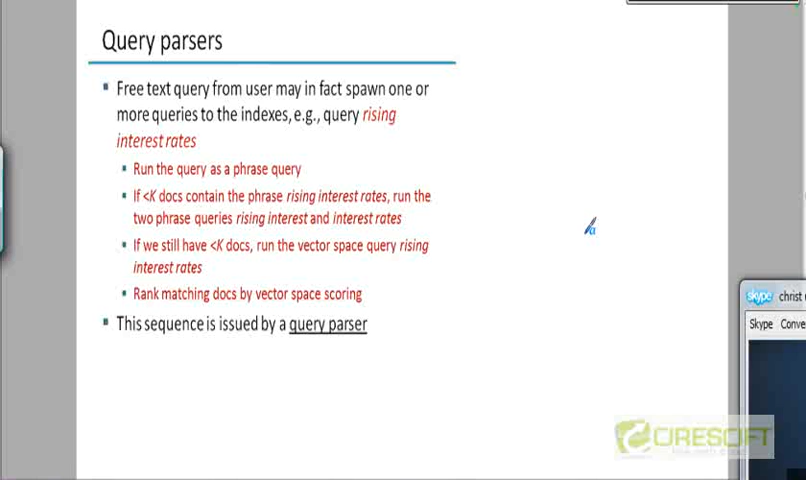 Query parsers
Free text query from user may in fact spawn one or
more queries to the indexes, e.g., query rising
interest rates
Run the query as a phrase query
If <K docs contain the phrase rising interest rates, run the
two phrase queries rising interest and interest rates
If we still have <K docs, run the vector space query rising
interest rates
Rank matching docs by vector space scoring
This sequence is issued by a query parser
skype christ
Skype Conve
CIRESOFT